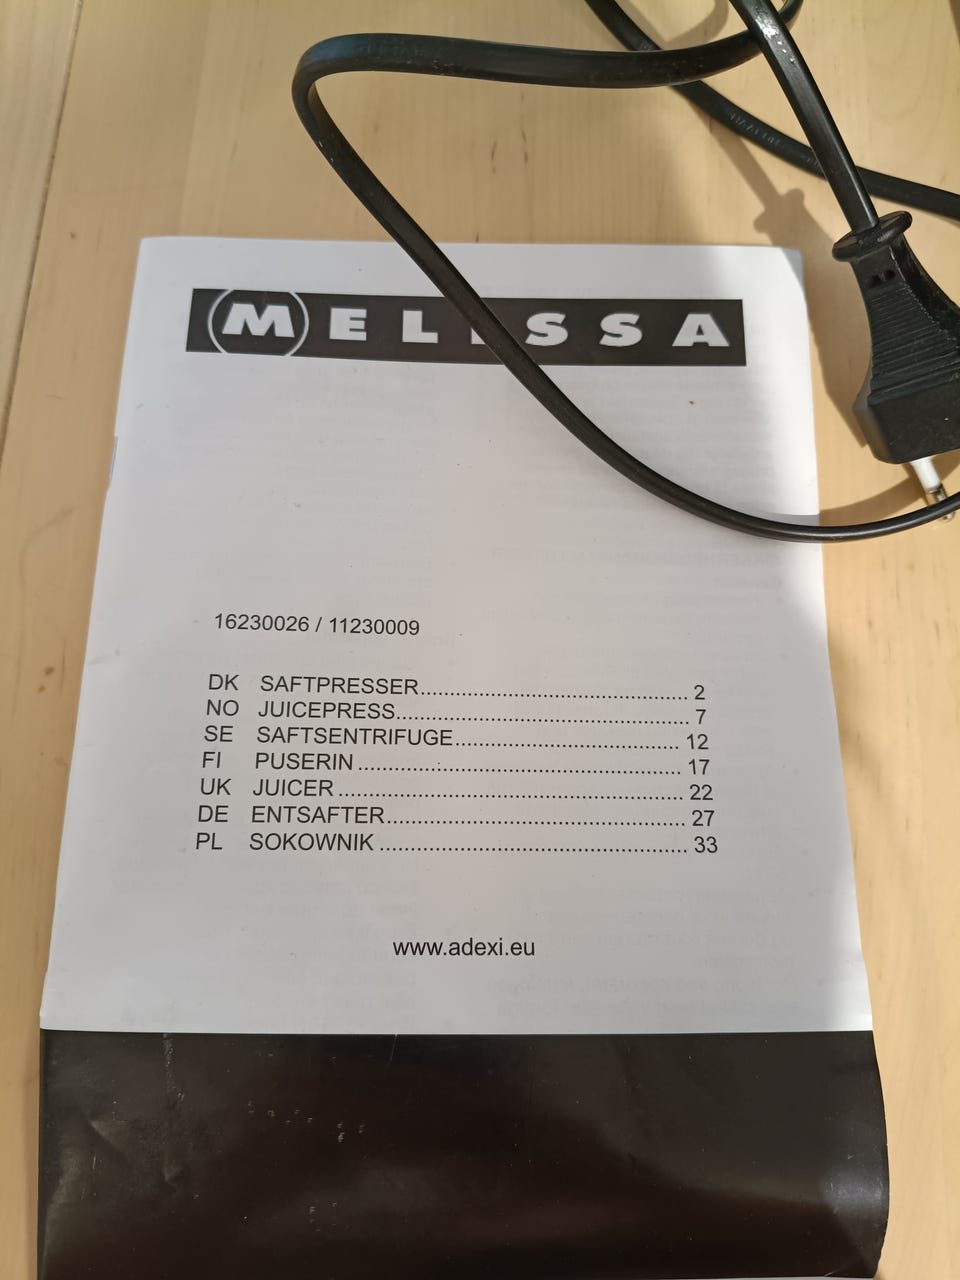 MELISSA
16230026 / 11230009
DK SAFTPRESSER........................................... 2
NO JUICEPRESS............................................... 7
SE SAFTSENTRIFUGE.................................... 12
FI PUSERIN .................................................... 17
UK JUICER ....................................................... 22
DE ENTSAFTER................................................ 27
PL SOKOWNIK ................................................. 33
www.adexi.eu